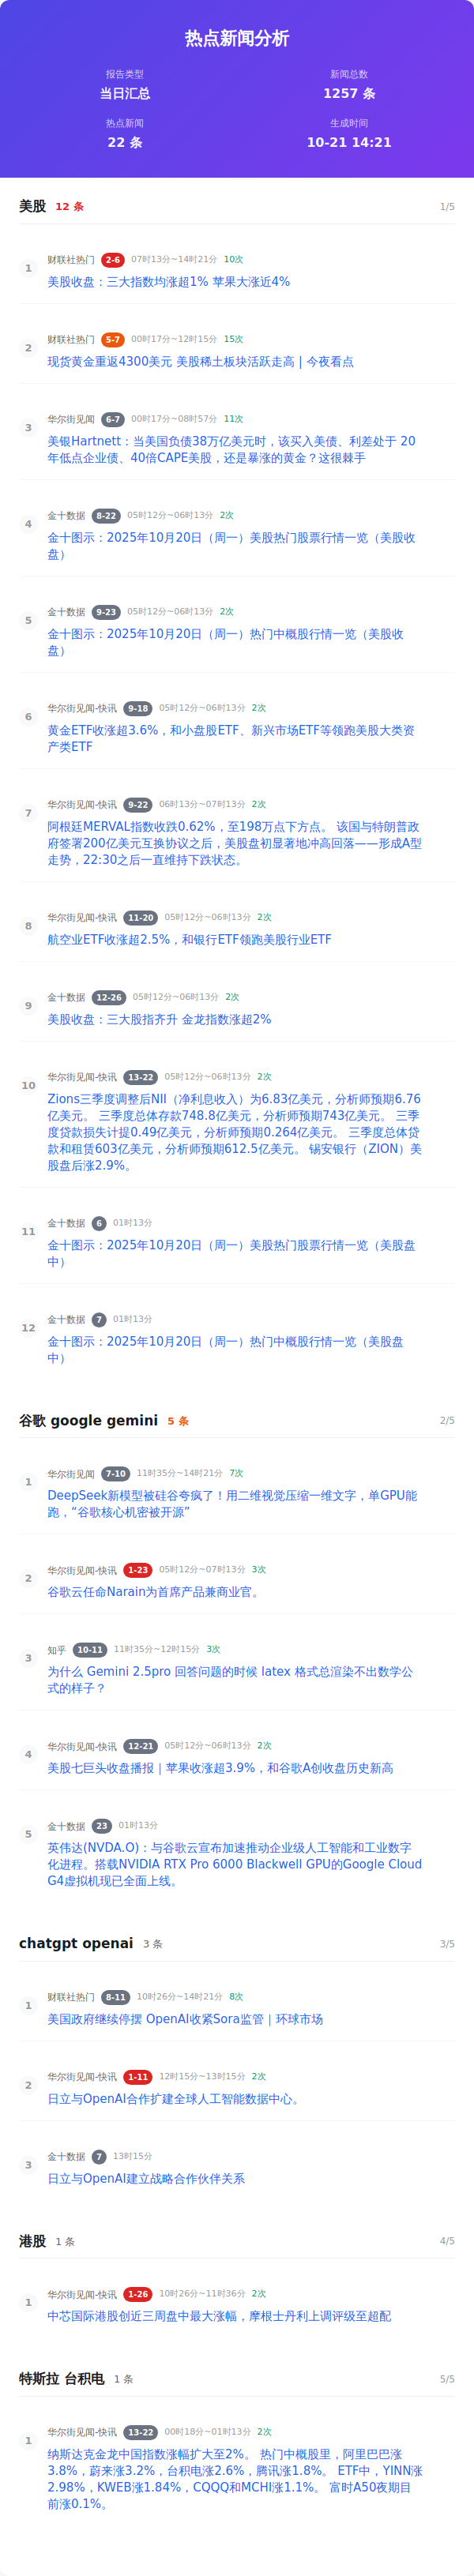 热点新闻分析
报告类型
当日汇总
新闻总数
1257 条
热点新闻
22 条
生成时间
10-21 14:21
美股 12 条 1/5
1
财联社热门 2-6 07时13分~14时21分 10次
美股收盘：三大指数均涨超1% 苹果大涨近4%
2
财联社热门 5-7 00时17分~12时15分 15次
现货黄金重返4300美元 美股稀土板块活跃走高 | 今夜看点
3
华尔街见闻 6-7 00时17分~08时57分 11次
美银Hartnett：当美国负债38万亿美元时，该买入美债、利差处于 20
年低点企业债、40倍CAPE美股，还是暴涨的黄金？这很棘手
4
金十数据 8-22 05时12分~06时13分 2次
金十图示：2025年10月20日（周一）美股热门股票行情一览（美股收
盘）
5
金十数据 9-23 05时12分~06时13分 2次
金十图示：2025年10月20日（周一）热门中概股行情一览（美股收
盘）
6
华尔街见闻-快讯 9-18 05时12分~06时13分 2次
黄金ETF收涨超3.6%，和小盘股ETF、新兴市场ETF等领跑美股大类资
产类ETF
7
华尔街见闻-快讯 9-22 06时13分~07时13分 2次
阿根廷MERVAL指数收跌0.62%，至198万点下方点。 该国与特朗普政
府签署200亿美元互换协议之后，美股盘初显著地冲高回落——形成A型
走势，22:30之后一直维持下跌状态。
8
华尔街见闻-快讯 11-20 05时12分~06时13分 2次
航空业ETF收涨超2.5%，和银行ETF领跑美股行业ETF
9
金十数据 12-26 05时12分~06时13分 2次
美股收盘：三大股指齐升 金龙指数涨超2%
10
华尔街见闻-快讯 13-22 05时12分~06时13分 2次
Zions三季度调整后NII（净利息收入）为6.83亿美元，分析师预期6.76
亿美元。 三季度总体存款748.8亿美元，分析师预期743亿美元。 三季
度贷款损失计提0.49亿美元，分析师预期0.264亿美元。 三季度总体贷
款和租赁603亿美元，分析师预期612.5亿美元。 锡安银行（ZION）美
股盘后涨2.9%。
11
金十数据 6 01时13分
金十图示：2025年10月20日（周一）美股热门股票行情一览（美股盘
中）
12
金十数据 7 01时13分
金十图示：2025年10月20日（周一）热门中概股行情一览（美股盘
中）
谷歌 google gemini 5 条 2/5
1
华尔街见闻 7-10 11时35分~14时21分 7次
DeepSeek新模型被硅谷夸疯了！用二维视觉压缩一维文字，单GPU能
跑，“谷歌核心机密被开源”
2
华尔街见闻-快讯 1-23 05时12分~07时13分 3次
谷歌云任命Narain为首席产品兼商业官。
3
知乎 10-11 11时35分~12时15分 3次
为什么 Gemini 2.5pro 回答问题的时候 latex 格式总渲染不出数学公
式的样子？
4
华尔街见闻-快讯 12-21 05时12分~06时13分 2次
美股七巨头收盘播报｜苹果收涨超3.9%，和谷歌A创收盘历史新高
5
金十数据 23 01时13分
英伟达(NVDA.O)：与谷歌云宣布加速推动企业级人工智能和工业数字
化进程。搭载NVIDIA RTX Pro 6000 Blackwell GPU的Google Cloud
G4虚拟机现已全面上线。
chatgpt openai 3 条 3/5
1
财联社热门 8-11 10时26分~14时21分 8次
美国政府继续停摆 OpenAI收紧Sora监管｜环球市场
2
华尔街见闻-快讯 1-11 12时15分~13时15分 2次
日立与OpenAI合作扩建全球人工智能数据中心。
3
金十数据 7 13时15分
日立与OpenAI建立战略合作伙伴关系
港股 1 条 4/5
1
华尔街见闻-快讯 1-26 10时26分~11时36分 2次
中芯国际港股创近三周盘中最大涨幅，摩根士丹利上调评级至超配
特斯拉 台积电 1 条 5/5
1
华尔街见闻-快讯 13-22 00时18分~01时13分 2次
纳斯达克金龙中国指数涨幅扩大至2%。 热门中概股里，阿里巴巴涨
3.8%，蔚来涨3.2%，台积电涨2.6%，腾讯涨1.8%。 ETF中，YINN涨
2.98%，KWEB涨1.84%，CQQQ和MCHI涨1.1%。 富时A50夜期目
前涨0.1%。